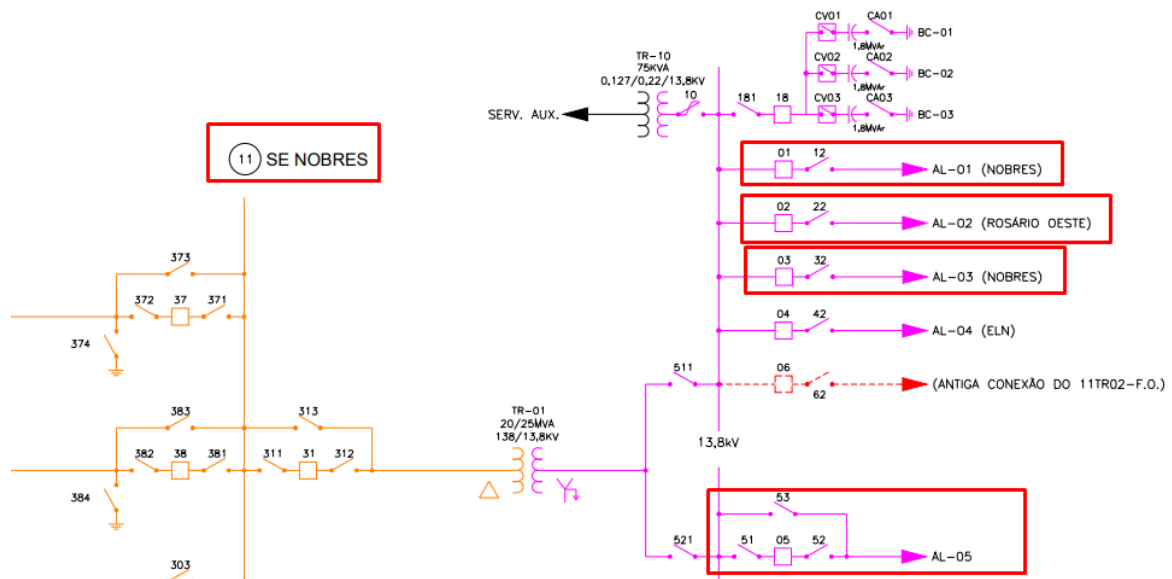 CV01 CA01
BC-01
1,8MVAr
TR-10
75KVA
0,127/0,22/13,8KV
CV02 CA02
BC-02
1,8MVAr
10
181
18
CV03 CA03
BC-03
1,8MVAr
SERV. AUX.
11 SE NOBRES
01 12
AL-01 (NOBRES)
02 22
AL-02 (ROSÁRIO OESTE)
03 32
AL-03 (NOBRES)
373
372 37 371
374
04 42
AL-04 (ELN)
511
06
62
(ANTIGA CONEXÃO DO 11TR02-F.O.)
TR-01
20/25MVA
138/13,8KV
13,8kV
383
313
382 38 381 311 31 312
384
53
521
51 05 52
AL-05
303